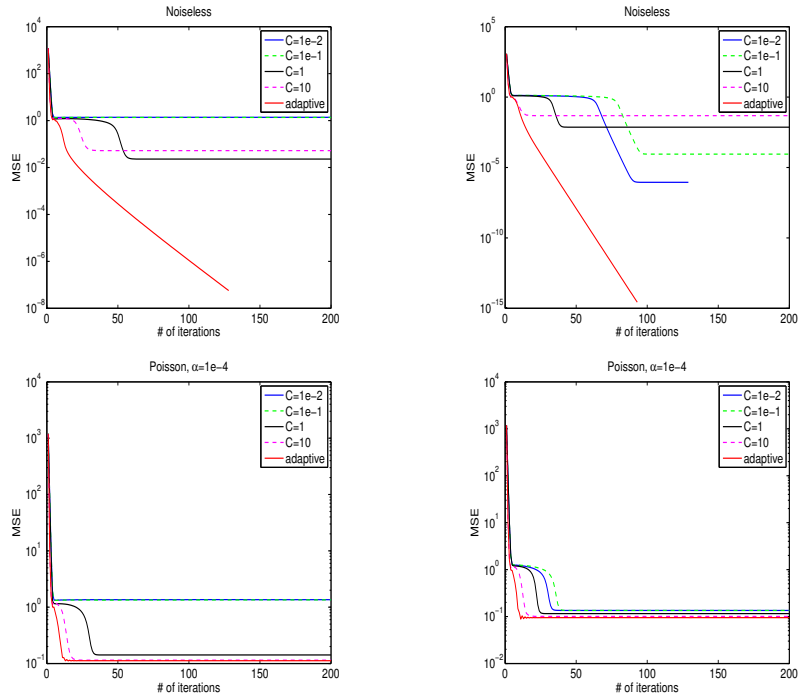 Noiseless
10^4
10^2
10^0
10^-2
10^-4
10^-6
10^-8
MSE
0 50 100 150 200
# of iterations
C=1e-2
C=1e-1
C=1
C=10
adaptive
Noiseless
10^5
10^0
10^-5
10^-10
10^-15
MSE
0 50 100 150 200
# of iterations
C=1e-2
C=1e-1
C=1
C=10
adaptive
Poisson, α=1e-4
10^4
10^3
10^2
10^1
10^0
10^-1
MSE
0 50 100 150 200
# of iterations
C=1e-2
C=1e-1
C=1
C=10
adaptive
Poisson, α=1e-4
10^4
10^3
10^2
10^1
10^0
10^-1
10^-2
MSE
0 50 100 150 200
# of iterations
C=1e-2
C=1e-1
C=1
C=10
adaptive